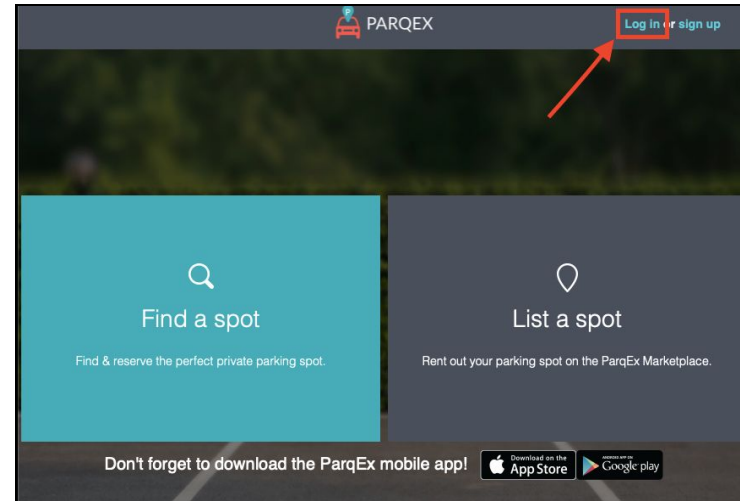 P
PARQEX
Log in or sign up
Find a spot
Find & reserve the perfect private parking spot.
List a spot
Rent out your parking spot on the ParqEx Marketplace.
Don't forget to download the ParqEx mobile app!
Download on the
App Store
ANDROID APP ON
Google play